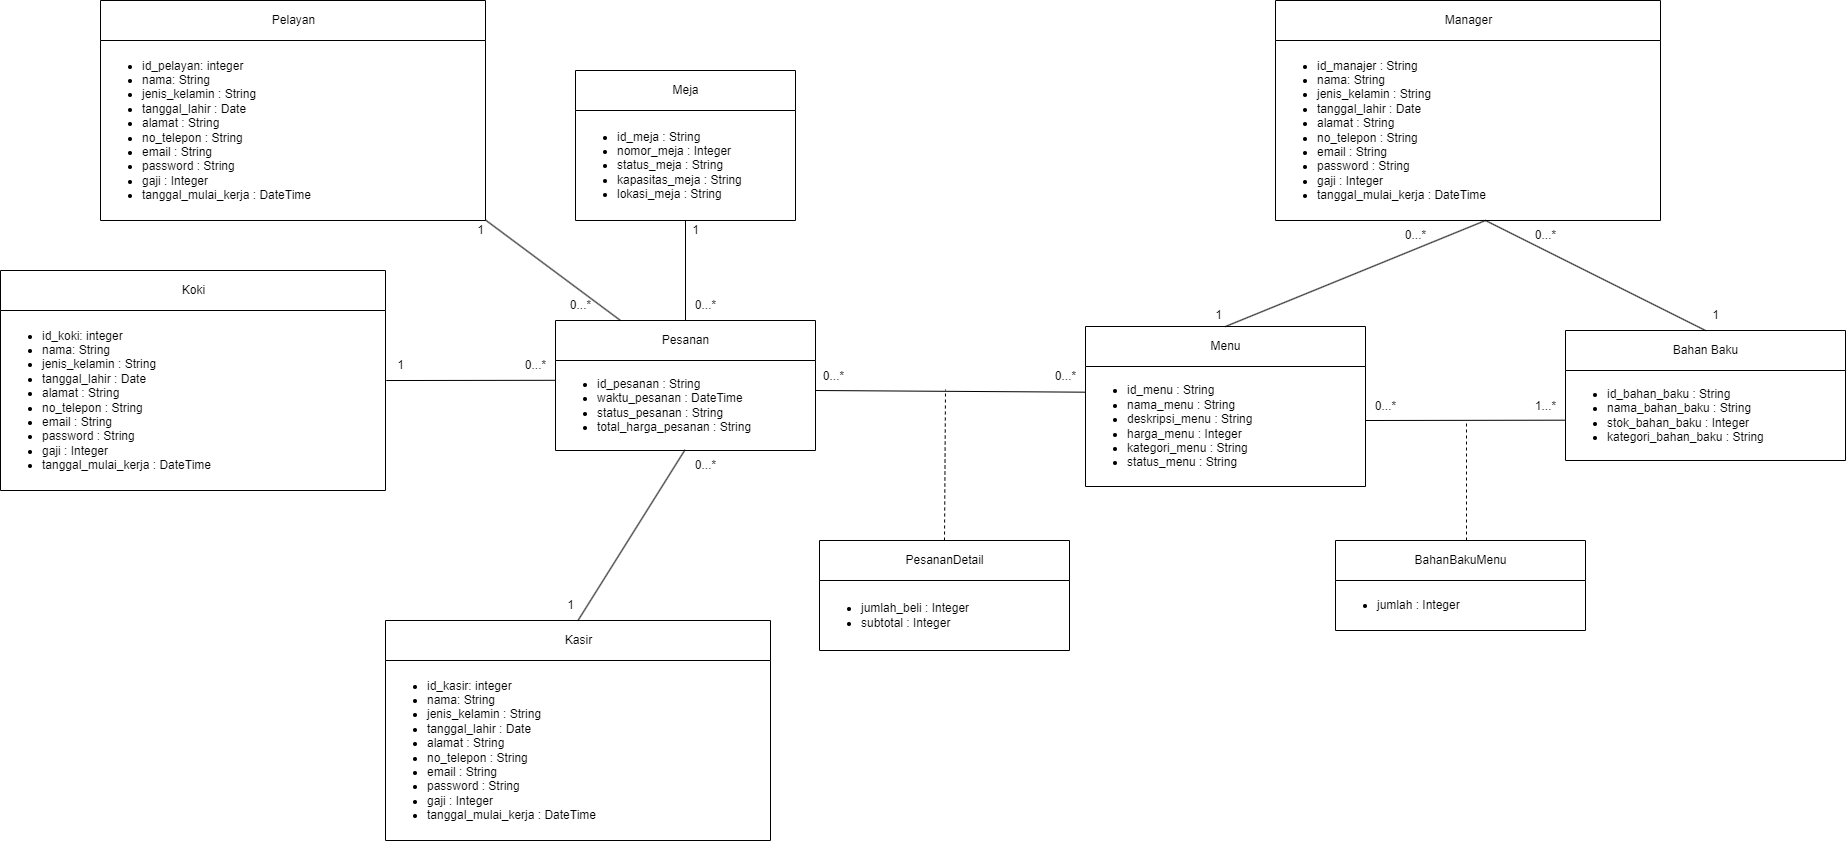 Pelayan
id_pelayan: integer
nama: String
jenis_kelamin : String
tanggal_lahir : Date
alamat : String
no_telepon : String
email : String
password : String
gaji : Integer
tanggal_mulai_kerja : DateTime
1
0...*
Meja
id_meja : String
nomor_meja : Integer
status_meja : String
kapasitas_meja : String
lokasi_meja : String
1
0...*
Manager
id_manajer : String
nama: String
jenis_kelamin : String
tanggal_lahir : Date
alamat : String
no_telepon : String
email : String
password : String
gaji : Integer
tanggal_mulai_kerja : DateTime
0...*
0...*
1
1
Koki
id_koki: integer
nama: String
jenis_kelamin : String
tanggal_lahir : Date
alamat : String
no_telepon : String
email : String
password : String
gaji : Integer
tanggal_mulai_kerja : DateTime
1
0...*
Pesanan
id_pesanan : String
waktu_pesanan : DateTime
status_pesanan : String
total_harga_pesanan : String
0...*
0...*
0...*
Menu
id_menu : String
nama_menu : String
deskripsi_menu : String
harga_menu : Integer
kategori_menu : String
status_menu : String
0...*
1...*
Bahan Baku
id_bahan_baku : String
nama_bahan_baku : String
stok_bahan_baku : Integer
kategori_bahan_baku : String
PesananDetail
jumlah_beli : Integer
subtotal : Integer
BahanBakuMenu
jumlah : Integer
1
Kasir
id_kasir: integer
nama: String
jenis_kelamin : String
tanggal_lahir : Date
alamat : String
no_telepon : String
email : String
password : String
gaji : Integer
tanggal_mulai_kerja : DateTime